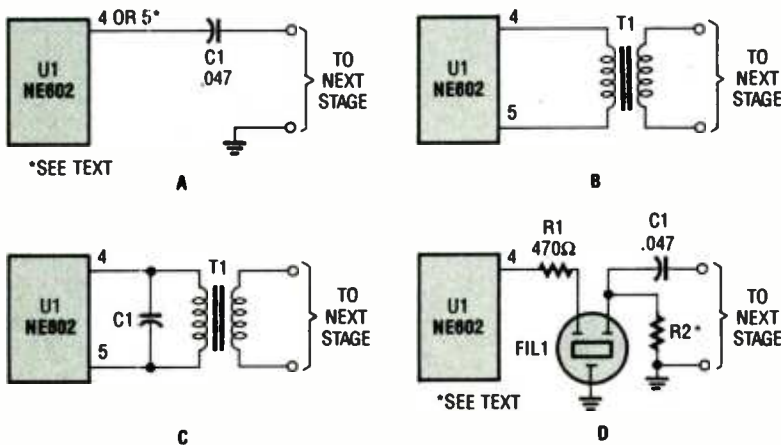 4 OR 5*
C1
.047
U1
NE602
TO
NEXT
STAGE
*SEE TEXT
A
4
T1
U1
NE602
5
TO
NEXT
STAGE
B
4
T1
U1
NE602
C1
5
TO
NEXT
STAGE
C
R1
470Ω
C1
.047
4
U1
NE602
FIL1
R2*
TO
NEXT
STAGE
*SEE TEXT
D